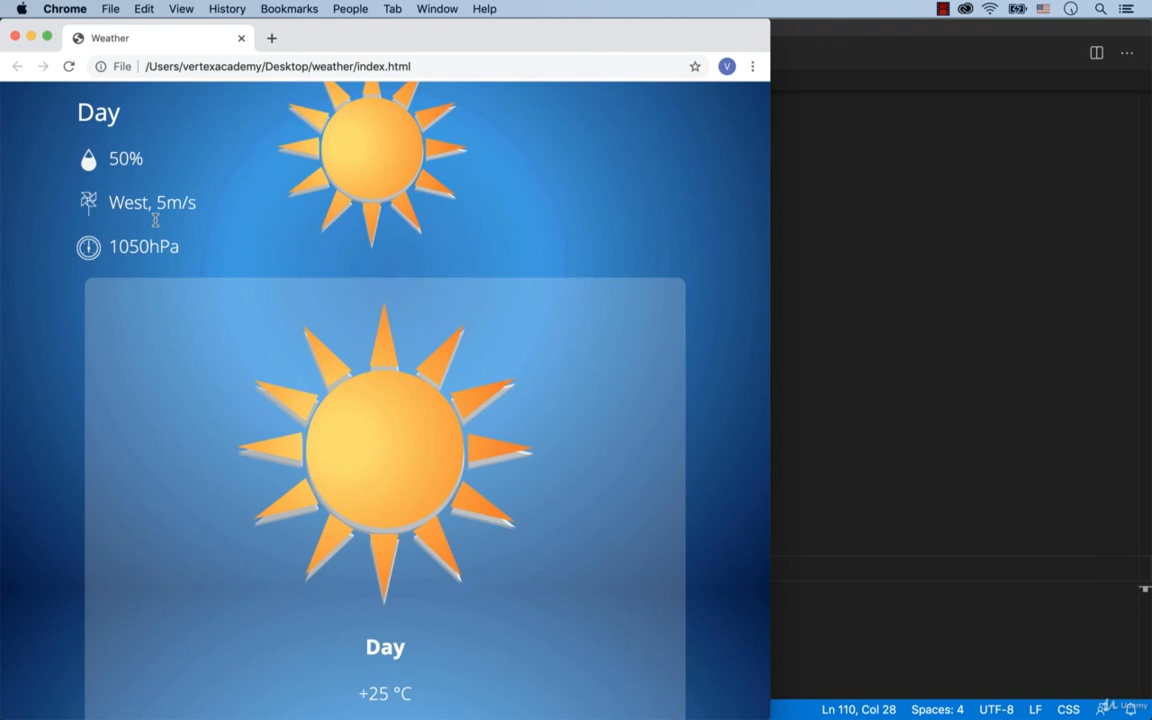 Chrome File Edit View History Bookmarks People Tab Window Help
Weather
File /Users/vertexacademy/Desktop/weather/index.html
V
Day
50%
West, 5m/s
1050hPa
Day
+25 °C
Ln 110, Col 28 Spaces: 4 UTF-8 LF CSS
Udemy